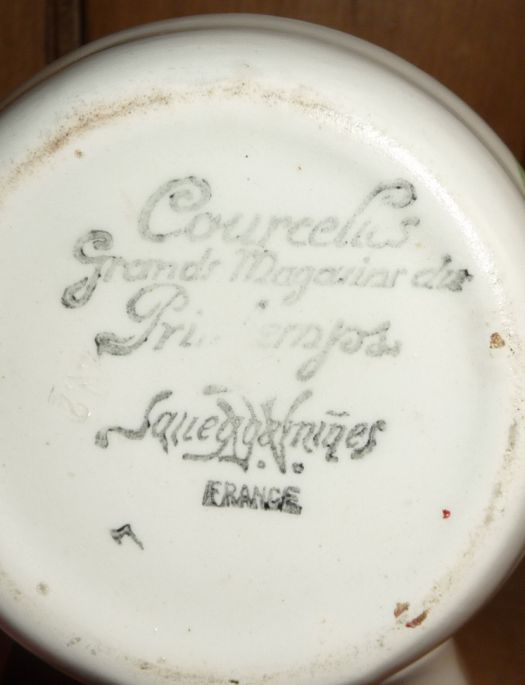 Courcelles
Grands Magasins du
Printemps
Sarreguemines
FRANCE